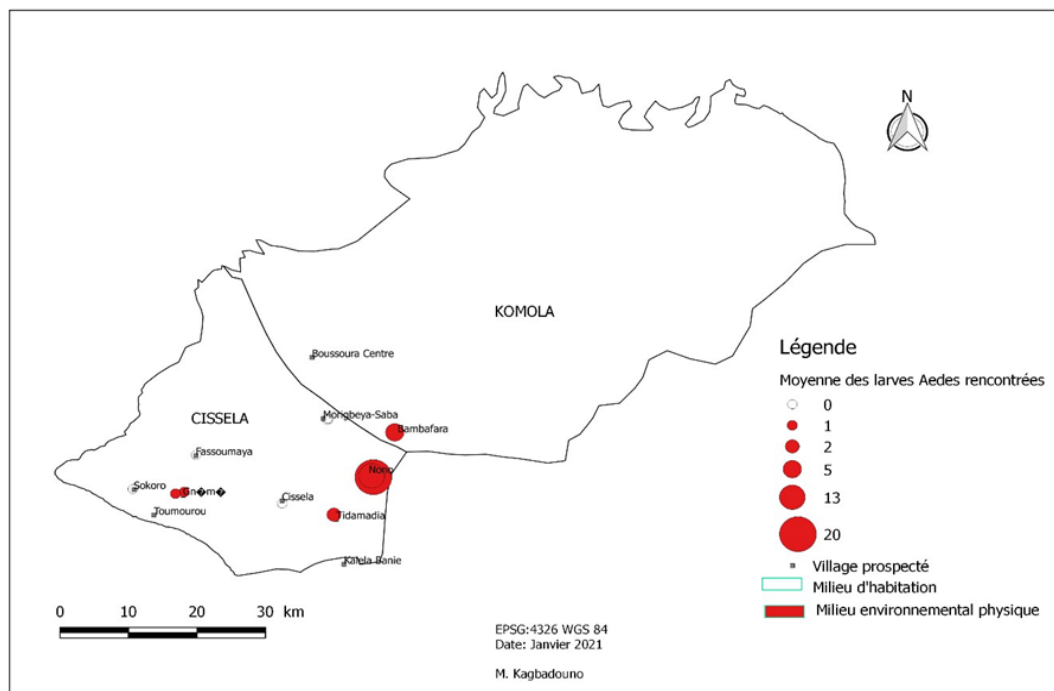 N
KOMOLA
Boussoura Centre
CISSELA
Mongbeya-Saba
Bambafara
Fassoumaya
Nono
Sokoro
Gn�m�
Cissela
Toumourou
Tidamadia
Kalela Banie
Légende
Moyenne des larves Aedes rencontrées
0
1
2
5
13
20
Village prospecté
Milieu d'habitation
Milieu environnemental physique
0 10 20 30 km
EPSG:4326 WGS 84
Date: Janvier 2021
M. Kagbadouno